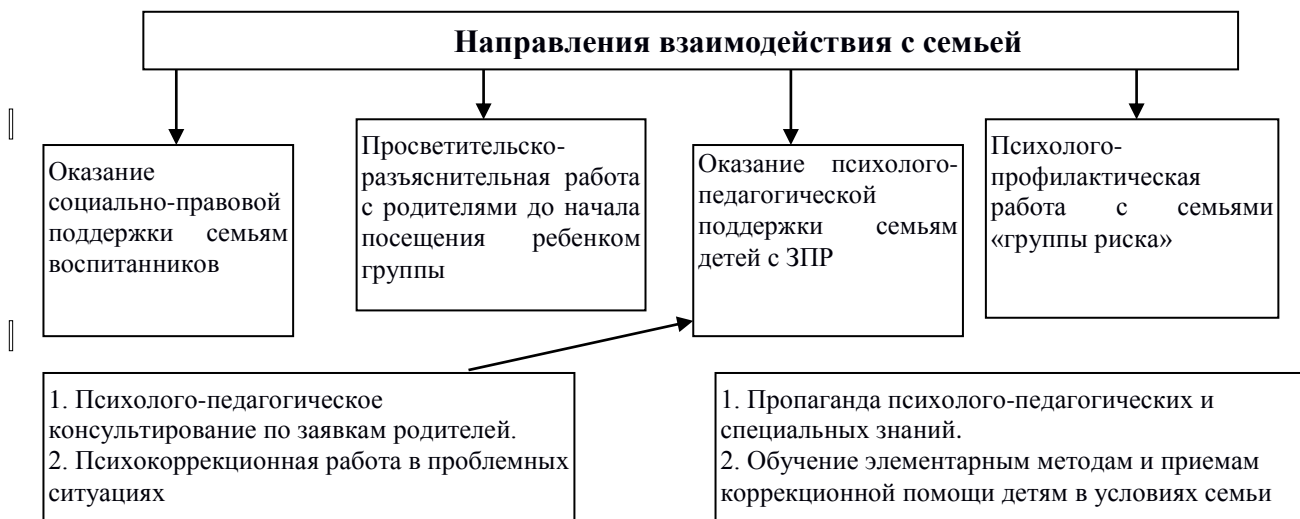 Направления взаимодействия с семьей
Оказание
социально-правовой
поддержки семьям
воспитанников
Просветительско-
разъяснительная работа
с родителями до начала
посещения ребенком
группы
Оказание психолого-
педагогической
поддержки семьям
детей с ЗПР
Психолого-
профилактическая
работа с семьями
«группы риска»
1. Психолого-педагогическое
консультирование по заявкам родителей.
2. Психокоррекционная работа в проблемных
ситуациях
1. Пропаганда психолого-педагогических и
специальных знаний.
2. Обучение элементарным методам и приемам
коррекционной помощи детям в условиях семьи